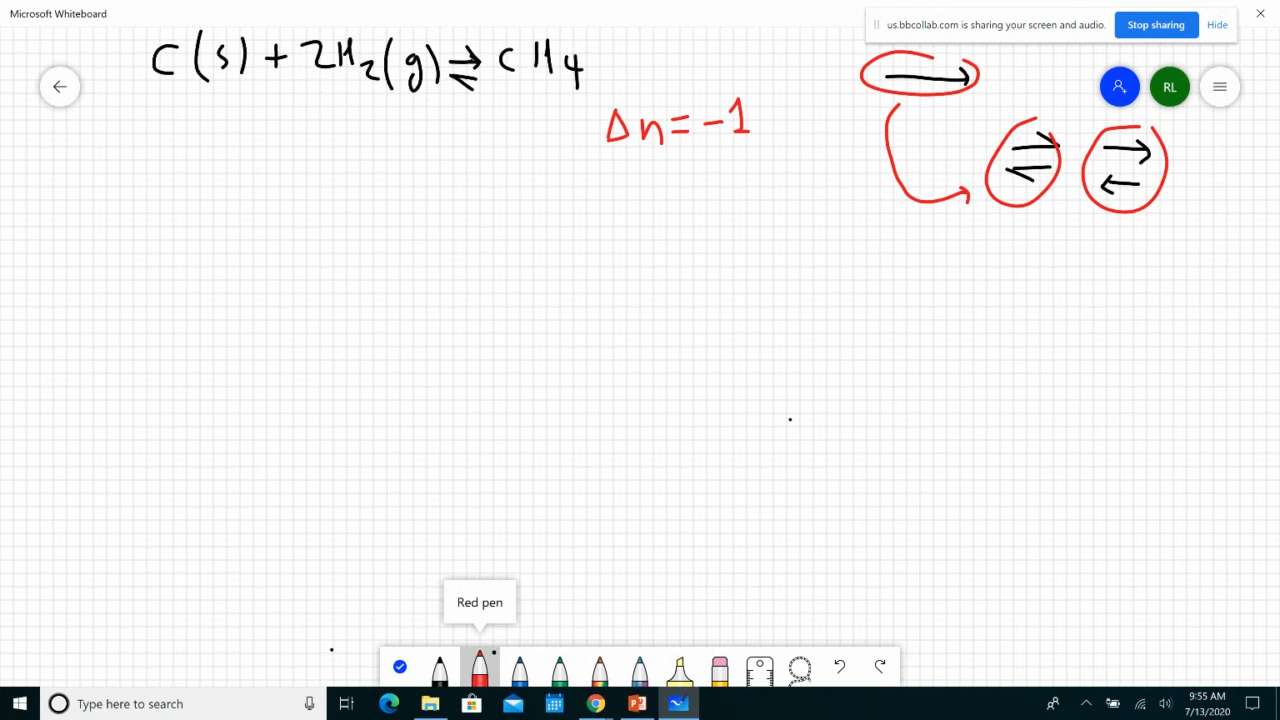 Microsoft Whiteboard
us.bbcollab.com is sharing your screen and audio. Stop sharing Hide
C(s) + 2H₂(g) ⇌ CH₄
RL
Δn = -1
Red pen
Type here to search
9:55 AM
7/13/2020